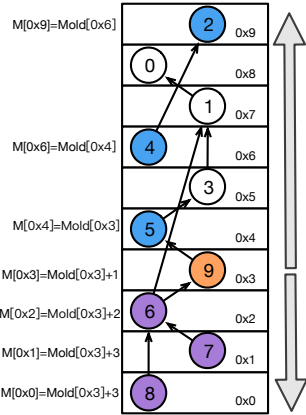 M[0x9]=Mold[0x6] 2 0x9
0 0x8
1 0x7
M[0x6]=Mold[0x4] 4 0x6
3 0x5
M[0x4]=Mold[0x3] 5 0x4
M[0x3]=Mold[0x3]+1 9 0x3
M[0x2]=Mold[0x3]+2 6 0x2
M[0x1]=Mold[0x3]+3 7 0x1
M[0x0]=Mold[0x3]+3 8 0x0